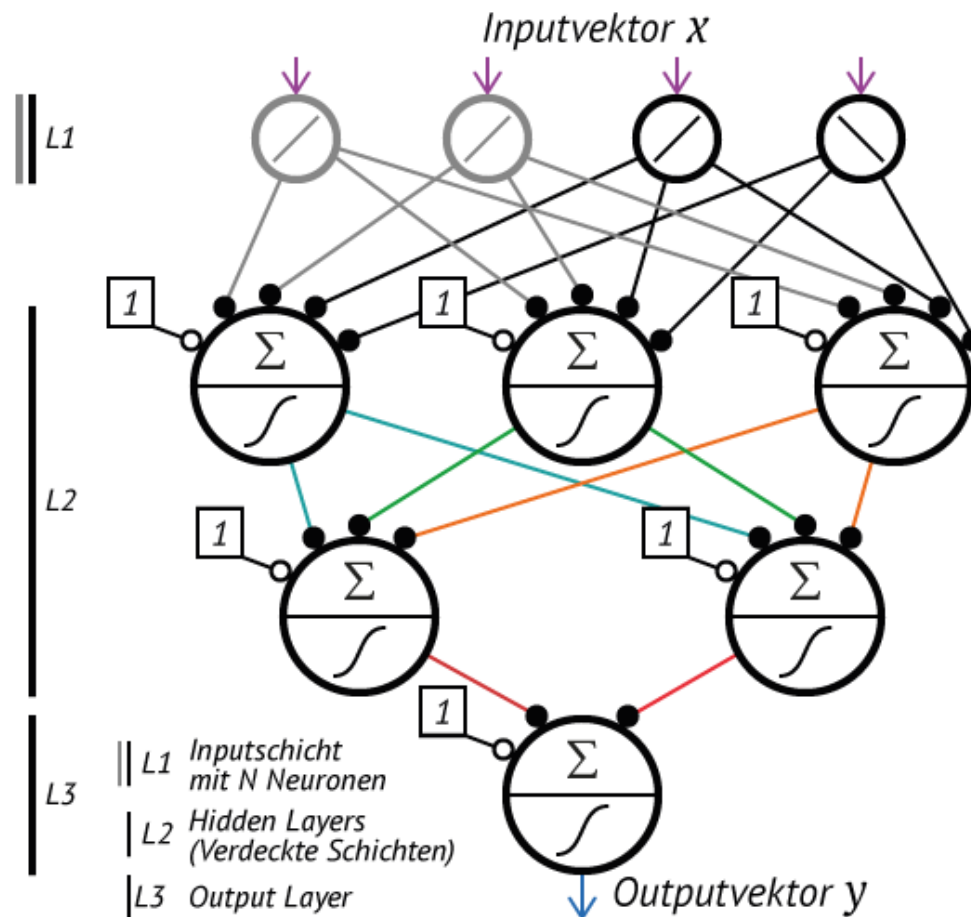 Inputvektor x
L1
1
1
1
Σ
Σ
Σ
L2
1
1
Σ
Σ
1
Σ
L3
L1 Inputschicht
mit N Neuronen
L2 Hidden Layers
(Verdeckte Schichten)
L3 Output Layer
Outputvektor y